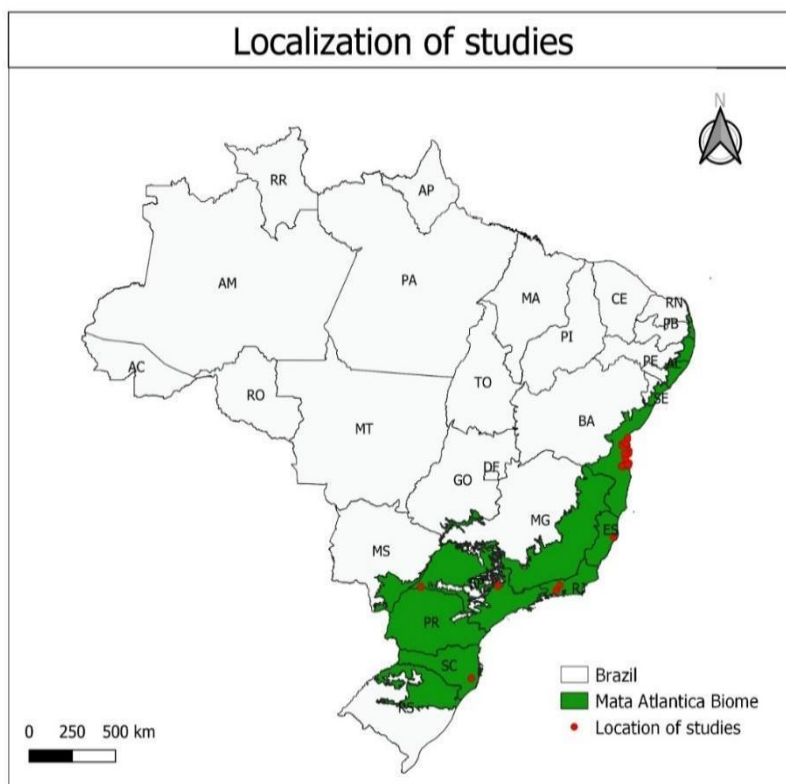 Localization of studies
N
RR
AP
AM
PA
MA
CE
RN
PB
PI
PE
AL
AC
TO
SE
RO
BA
MT
DF
GO
MG
ES
MS
RJ
PR
SC
RS
Brazil
Mata Atlantica Biome
Location of studies
0 250 500 km